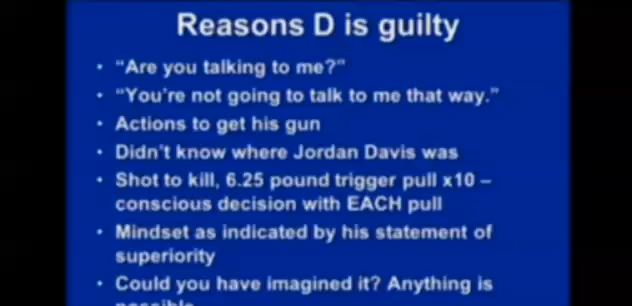 Reasons D is guilty
• "Are you talking to me?"
• "You're not going to talk to me that way."
• Actions to get his gun
• Didn't know where Jordan Davis was
• Shot to kill, 6.25 pound trigger pull x10 –
conscious decision with EACH pull
• Mindset as indicated by his statement of
superiority
• Could you have imagined it? Anything is